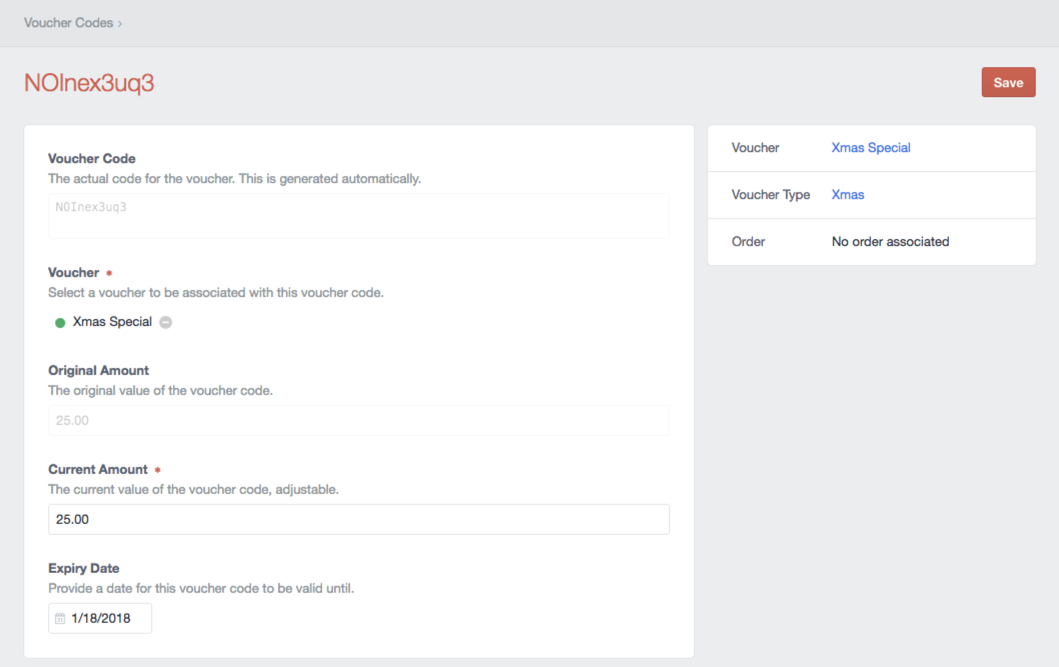 Voucher Codes ›
NOInex3uq3
Save
Voucher Code
The actual code for the voucher. This is generated automatically.
NOInex3uq3
Voucher *
Select a voucher to be associated with this voucher code.
Xmas Special
Original Amount
The original value of the voucher code.
25.00
Current Amount *
The current value of the voucher code, adjustable.
25.00
Expiry Date
Provide a date for this voucher code to be valid until.
1/18/2018
Voucher Xmas Special
Voucher Type Xmas
Order No order associated